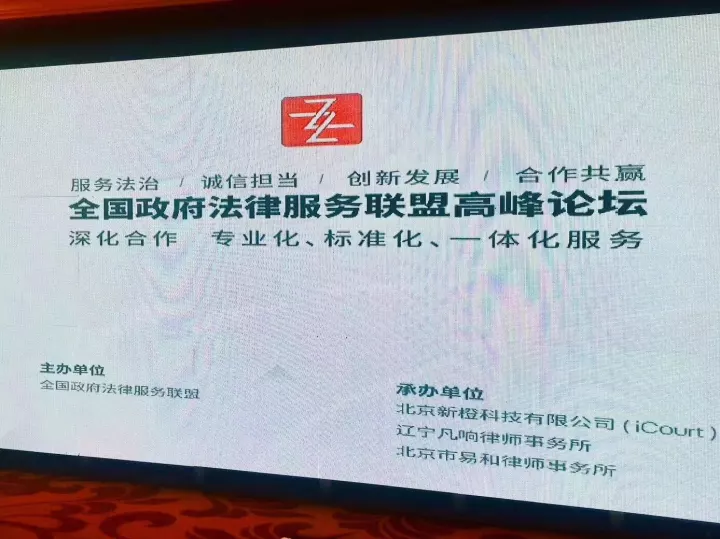 服务法治 / 诚信担当 / 创新发展 / 合作共赢
全国政府法律服务联盟高峰论坛
深化合作 专业化、标准化、一体化服务
主办单位
全国政府法律服务联盟
承办单位
北京新橙科技有限公司（iCourt）
辽宁凡响律师事务所
北京市易和律师事务所